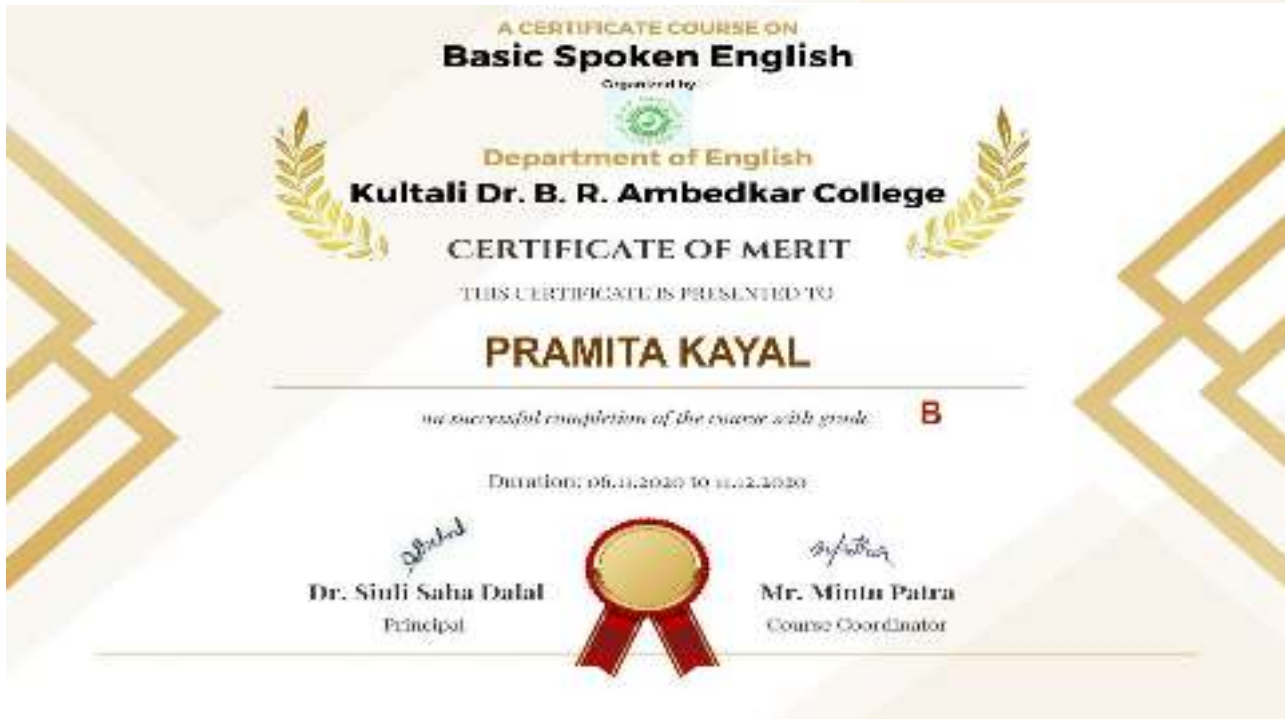 A CERTIFICATE COURSE ON
Basic Spoken English
Organized by
Department of English
Kultali Dr. B. R. Ambedkar College
CERTIFICATE OF MERIT
THIS CERTIFICATE IS PRESENTED TO
PRAMITA KAYAL
on successful completion of the course with grade B
Duration: 06.11.2020 to 11.12.2020
Dr. Siuli Saha Dalal
Principal
Mr. Mintu Patra
Course Coordinator